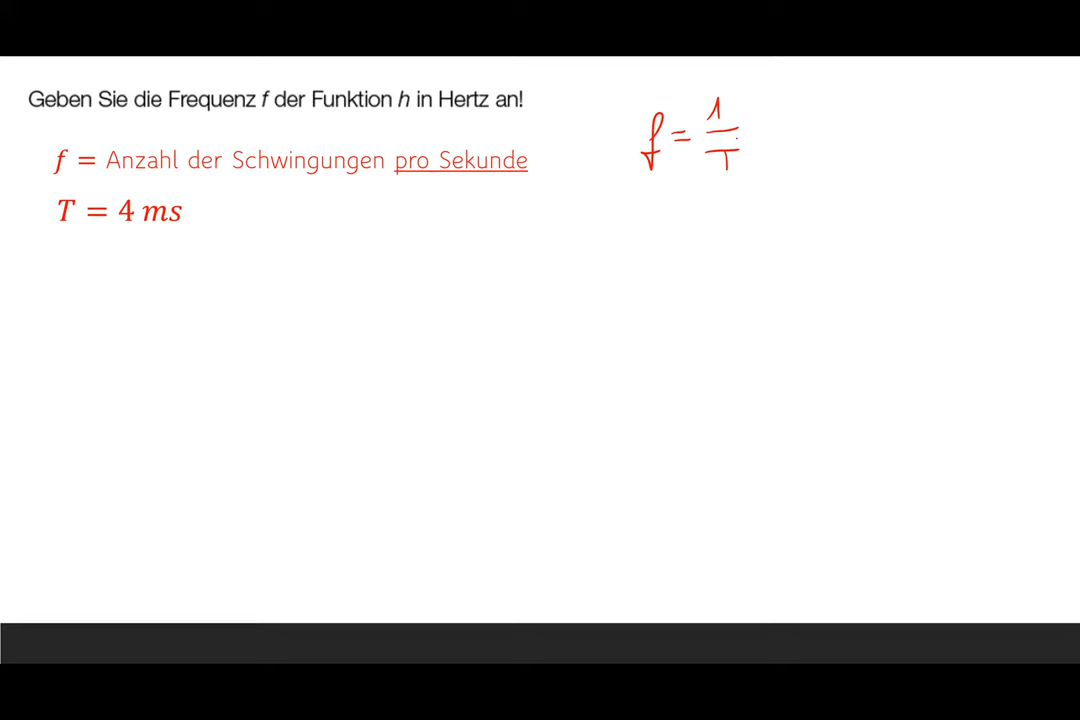 Geben Sie die Frequenz f der Funktion h in Hertz an!
f = Anzahl der Schwingungen pro Sekunde
T = 4 ms
f = 1/T